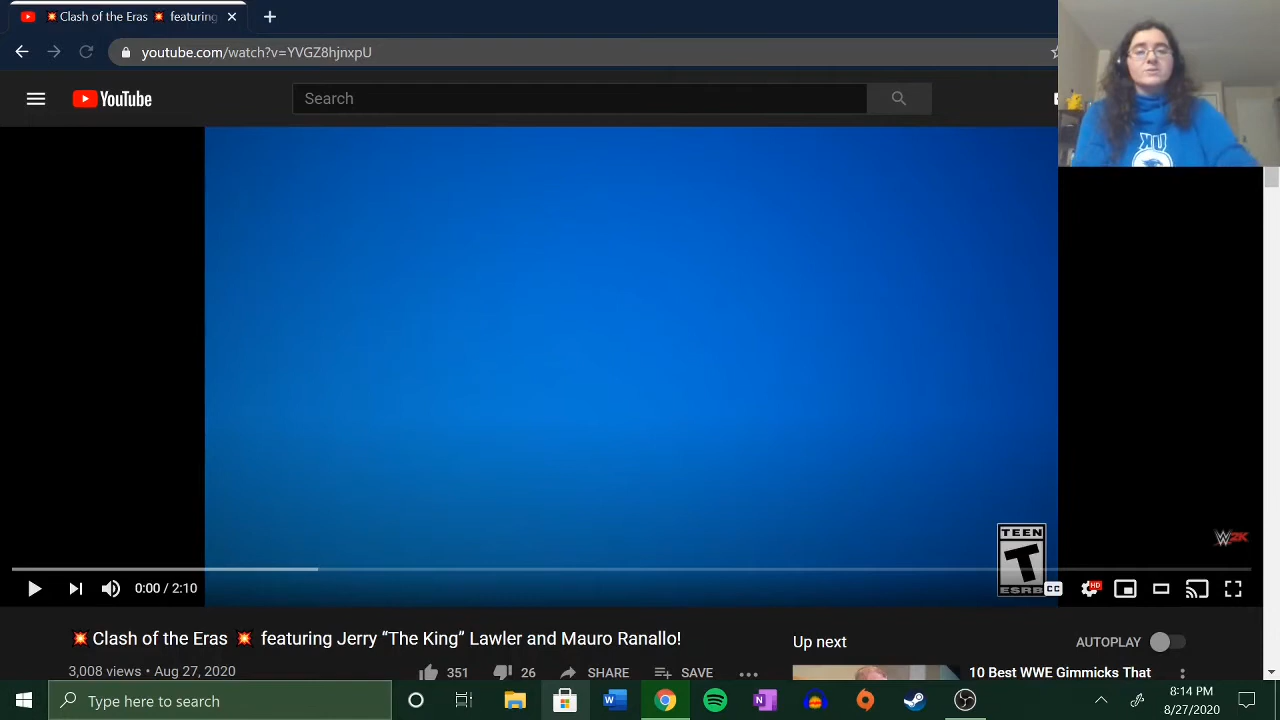 💥Clash of the Eras 💥 featuring
youtube.com/watch?v=YVGZ8hjnxpU
YouTube
Search
UK
TEEN
T
ESRB
W2K
0:00 / 2:10
CC
HD
💥Clash of the Eras 💥 featuring Jerry “The King” Lawler and Mauro Ranallo!
3,008 views • Aug 27, 2020
351
26
SHARE
SAVE
Up next
AUTOPLAY
10 Best WWE Gimmicks That
Type here to search
8:14 PM
8/27/2020